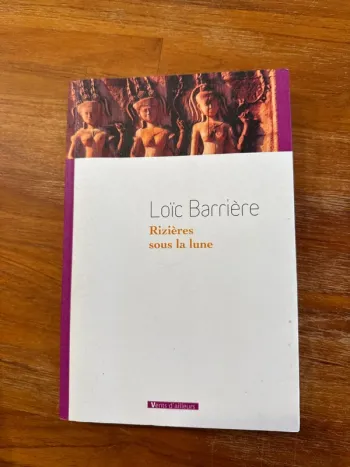 Loïc Barrière
Rizières
sous la lune
Vents d'ailleurs